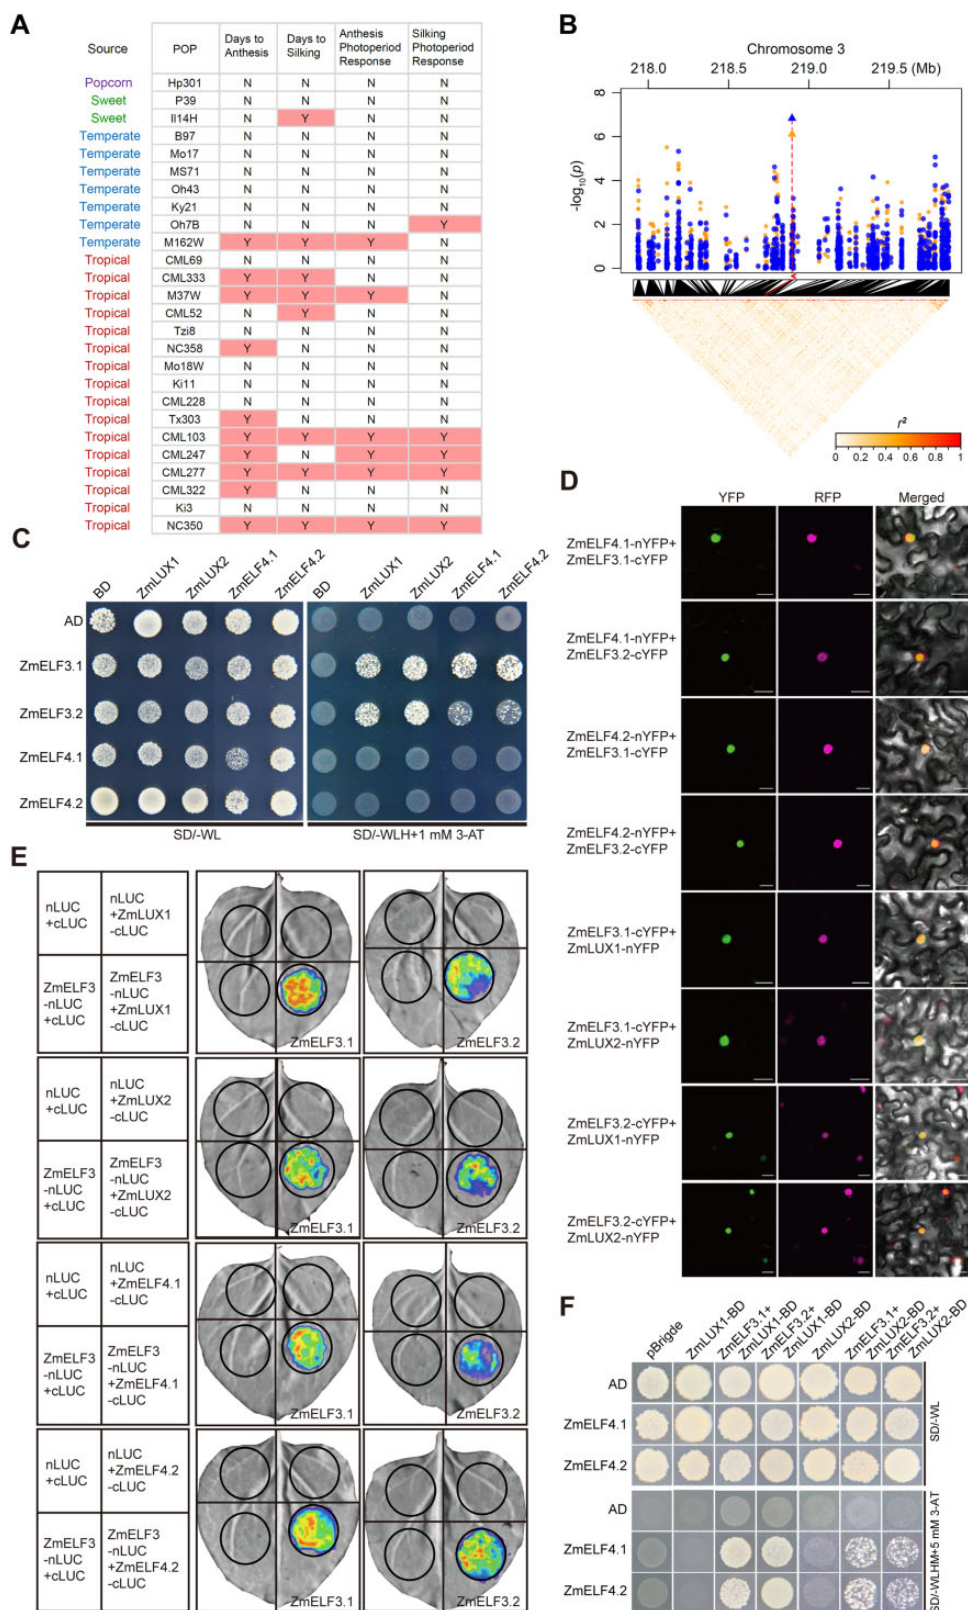 A
Source POP Days to Anthesis Days to Silking Anthesis Photoperiod Response Silking Photoperiod Response
Popcorn Hp301 N N N N
Sweet P39 N N N N
Sweet Il14H N Y N N
Temperate B97 N N N N
Temperate Mo17 N N N N
Temperate MS71 N N N N
Temperate Oh43 N N N N
Temperate Ky21 N N N N
Temperate Oh7B N N N Y
Temperate M162W Y Y Y N
Tropical CML69 N N N N
Tropical CML333 Y Y N N
Tropical M37W Y Y Y N
Tropical CML52 N Y N N
Tropical Tzi8 N N N N
Tropical NC358 Y N N N
Tropical Mo18W N N N N
Tropical Ki11 N N N N
Tropical CML228 N N N N
Tropical Tx303 Y N N N
Tropical CML103 Y Y Y Y
Tropical CML247 Y N Y Y
Tropical CML277 Y Y Y Y
Tropical CML322 Y N N N
Tropical Ki3 N N N N
Tropical NC350 Y Y Y Y
B
Chromosome 3
218.0 218.5 219.0 219.5 (Mb)
-log10(p)
8
6
4
2
0
r²
0 0.2 0.4 0.6 0.8 1
C
BD ZmLUX1 ZmLUX2 ZmELF4.1 ZmELF4.2 BD ZmLUX1 ZmLUX2 ZmELF4.1 ZmELF4.2
AD
ZmELF3.1
ZmELF3.2
ZmELF4.1
ZmELF4.2
SD/-WL SD/-WLH+1 mM 3-AT
D
YFP RFP Merged
ZmELF4.1-nYFP+
ZmELF3.1-cYFP
ZmELF4.1-nYFP+
ZmELF3.2-cYFP
ZmELF4.2-nYFP+
ZmELF3.1-cYFP
ZmELF4.2-nYFP+
ZmELF3.2-cYFP
ZmELF3.1-cYFP+
ZmLUX1-nYFP
ZmELF3.1-cYFP+
ZmLUX2-nYFP
ZmELF3.2-cYFP+
ZmLUX1-nYFP
ZmELF3.2-cYFP+
ZmLUX2-nYFP
E
nLUC
+cLUC
nLUC
+ZmLUX1
-cLUC
ZmELF3
-nLUC
+cLUC
ZmELF3
-nLUC
+ZmLUX1
-cLUC
ZmELF3.1 ZmELF3.2
nLUC
+cLUC
nLUC
+ZmLUX2
-cLUC
ZmELF3
-nLUC
+cLUC
ZmELF3
-nLUC
+ZmLUX2
-cLUC
ZmELF3.1 ZmELF3.2
nLUC
+cLUC
nLUC
+ZmELF4.1
-cLUC
ZmELF3
-nLUC
+cLUC
ZmELF3
-nLUC
+ZmELF4.1
-cLUC
ZmELF3.1 ZmELF3.2
nLUC
+cLUC
nLUC
+ZmELF4.2
-cLUC
ZmELF3
-nLUC
+cLUC
ZmELF3
-nLUC
+ZmELF4.2
-cLUC
ZmELF3.1 ZmELF3.2
F
pBrigde
ZmLUX1-BD
ZmELF3.1+
ZmLUX1-BD
ZmELF3.2+
ZmLUX1-BD
ZmLUX2-BD
ZmELF3.1+
ZmLUX2-BD
ZmELF3.2+
ZmLUX2-BD
AD
ZmELF4.1
ZmELF4.2
SD/-WL
AD
ZmELF4.1
ZmELF4.2
SD/-WLHM+5 mM 3-AT